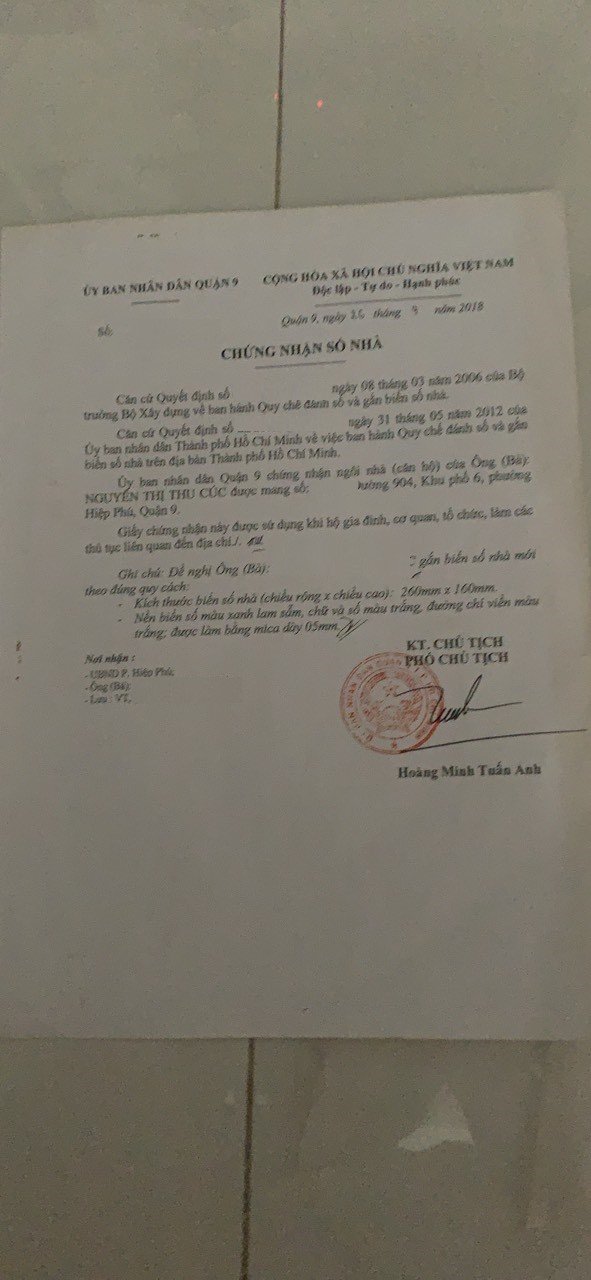 ỦY BAN NHÂN DÂN QUẬN 9
CỘNG HÒA XÃ HỘI CHỦ NGHĨA VIỆT NAM
Độc lập - Tự do - Hạnh phúc
Số:
Quận 9, ngày tháng năm 2018
CHỨNG NHẬN SỐ NHÀ
Căn cứ Quyết định số ngày 08 tháng 03 năm 2006 của Bộ
trưởng Bộ Xây dựng về ban hành Quy chế đánh số và gắn biển số nhà.
Căn cứ Quyết định số ngày 31 tháng 05 năm 2012 của
Ủy ban nhân dân Thành phố Hồ Chí Minh về việc ban hành Quy chế đánh số và gắn
biển số nhà trên địa bàn Thành phố Hồ Chí Minh.
Ủy ban nhân dân Quận 9 chứng nhận ngôi nhà (căn hộ) của Ông (Bà):
NGUYỄN THỊ THU CÚC được mang số: ường 904, Khu phố 6, phường
Hiệp Phú, Quận 9.
Giấy chứng nhận này được sử dụng khi hộ gia đình, cơ quan, tổ chức, làm các
thủ tục liên quan đến địa chỉ./.
Ghi chú: Đề nghị Ông (Bà): gắn biển số nhà mới
theo đúng quy cách:
- Kích thước biển số nhà (chiều rộng x chiều cao): 260mm x 160mm.
- Nền biển số màu xanh lam sẫm, chữ và số màu trắng, đường chỉ viền màu
trắng; được làm bằng mica dày 05mm.
Nơi nhận :
- UBND P. Hiệp Phú;
- Ông (Bà);
- Lưu : VT,
KT. CHỦ TỊCH
PHÓ CHỦ TỊCH
Hoàng Minh Tuấn Anh